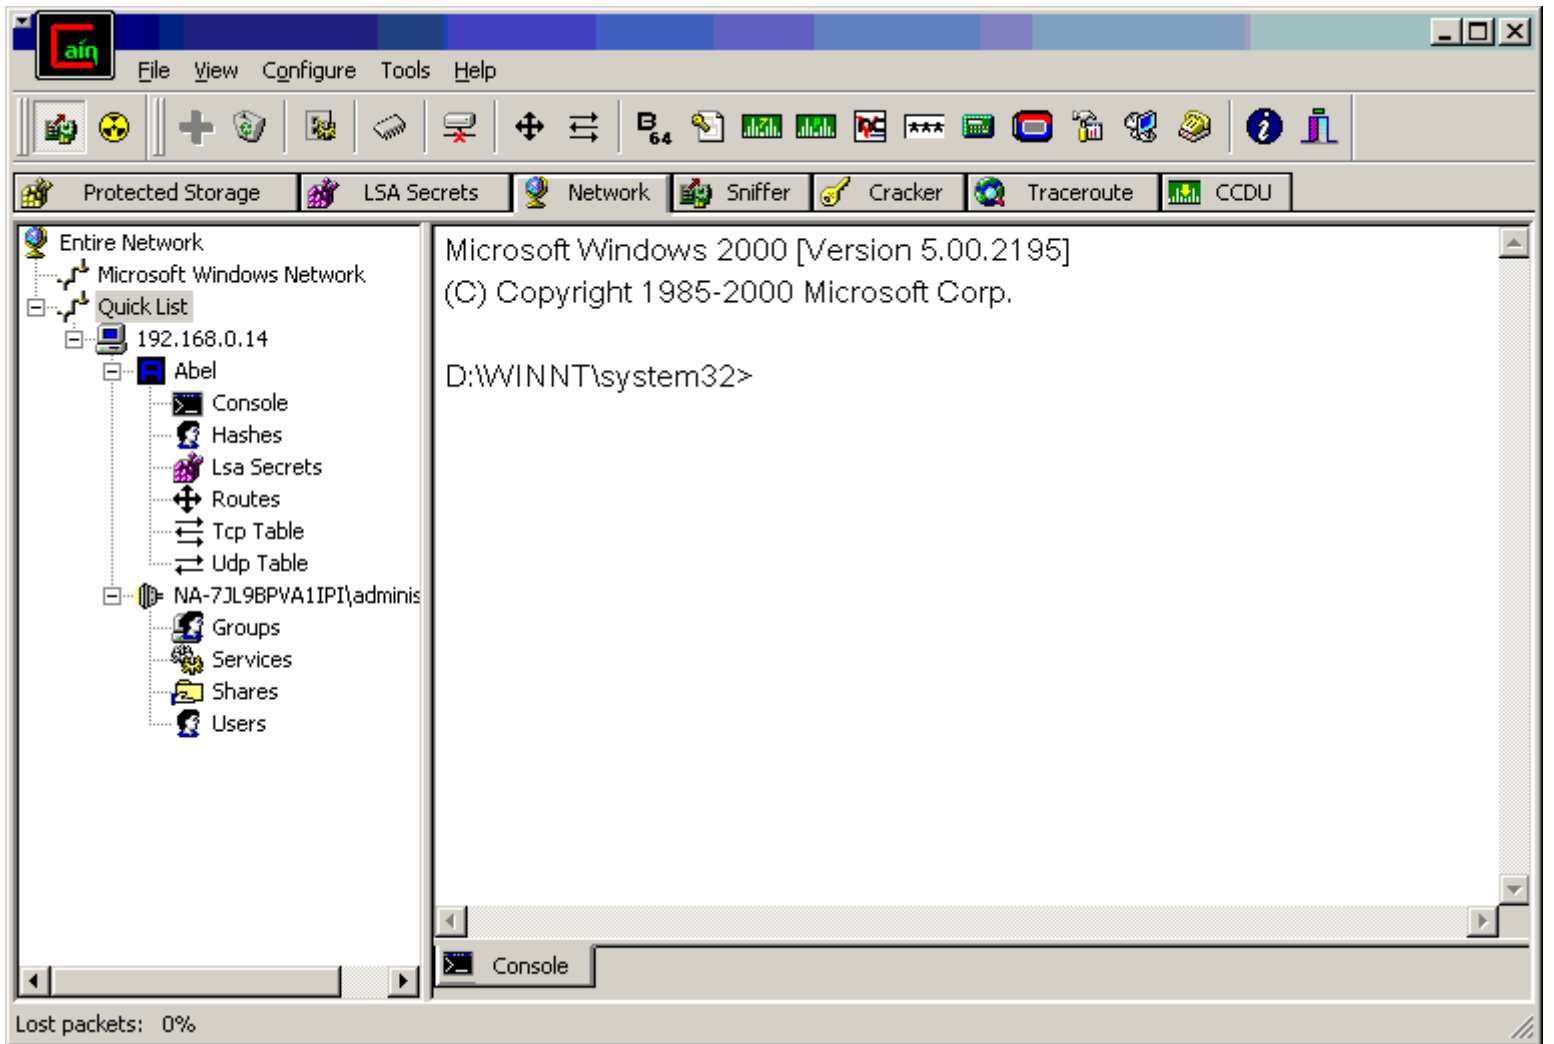 Cain
File View Configure Tools Help
B64
***
Protected Storage LSA Secrets Network Sniffer Cracker Traceroute CCDU
Entire Network
Microsoft Windows Network
Quick List
192.168.0.14
Abel
Console
Hashes
Lsa Secrets
Routes
Tcp Table
Udp Table
NA-7JL9BPVA1IPI\adminis
Groups
Services
Shares
Users
Microsoft Windows 2000 [Version 5.00.2195]
(C) Copyright 1985-2000 Microsoft Corp.
D:\WINNT\system32>
Console
Lost packets: 0%